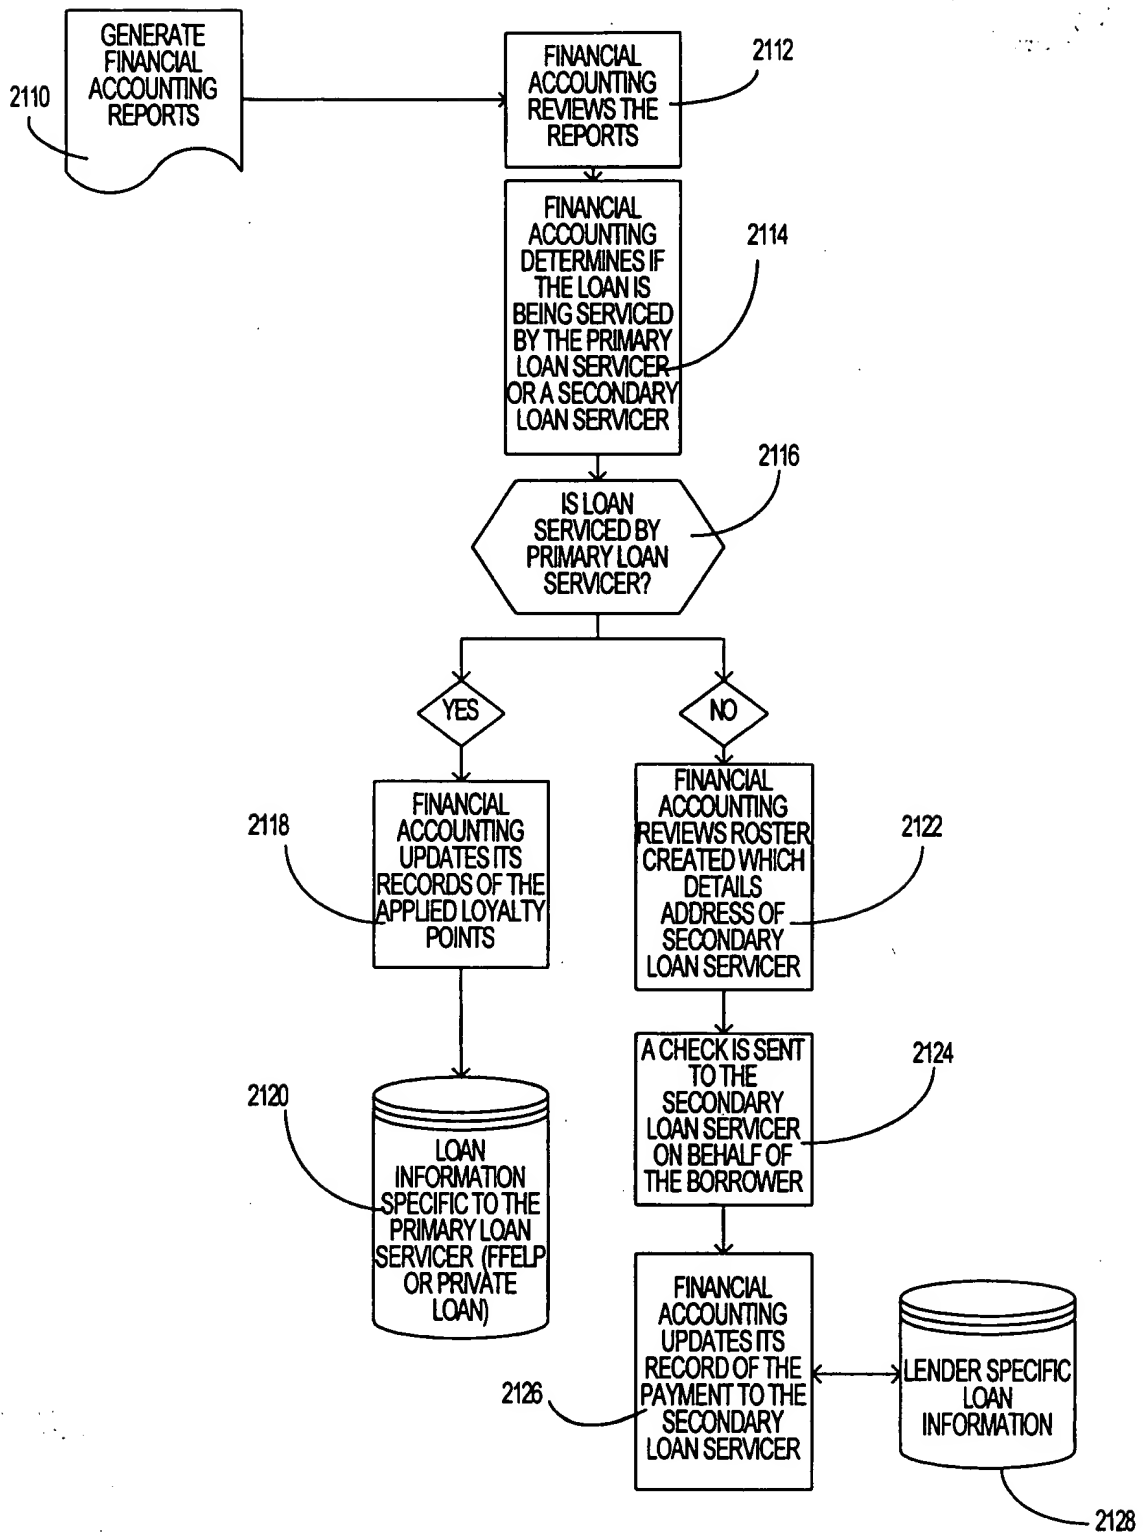 GENERATE
FINANCIAL
ACCOUNTING
REPORTS
2110
FINANCIAL
ACCOUNTING
REVIEWS THE
REPORTS
2112
FINANCIAL
ACCOUNTING
DETERMINES IF
THE LOAN IS
BEING SERVICED
BY THE PRIMARY
LOAN SERVICER
OR A SECONDARY
LOAN SERVICER
2114
IS LOAN
SERVICED BY
PRIMARY LOAN
SERVICER?
2116
YES
NO
FINANCIAL
ACCOUNTING
UPDATES ITS
RECORDS OF THE
APPLIED LOYALTY
POINTS
2118
FINANCIAL
ACCOUNTING
REVIEWS ROSTER
CREATED WHICH
DETAILS
ADDRESS OF
SECONDARY
LOAN SERVICER
2122
LOAN
INFORMATION
SPECIFIC TO THE
PRIMARY LOAN
SERVICER (FFELP
OR PRIVATE
LOAN)
2120
A CHECK IS SENT
TO THE
SECONDARY
LOAN SERVICER
ON BEHALF OF
THE BORROWER
2124
FINANCIAL
ACCOUNTING
UPDATES ITS
RECORD OF THE
PAYMENT TO THE
SECONDARY
LOAN SERVICER
2126
LENDER SPECIFIC
LOAN
INFORMATION
2128